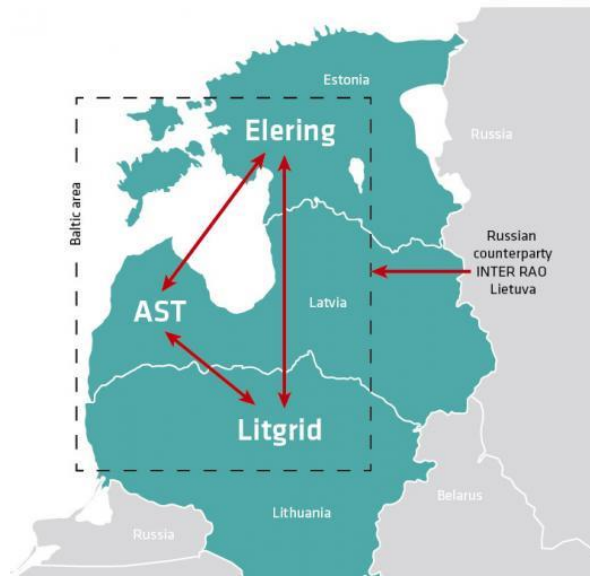 Estonia
Elering
Russia
Baltic area
Russian
counterparty
INTER RAO
Lietuva
Latvia
AST
Litgrid
Belarus
Lithuania
Russia